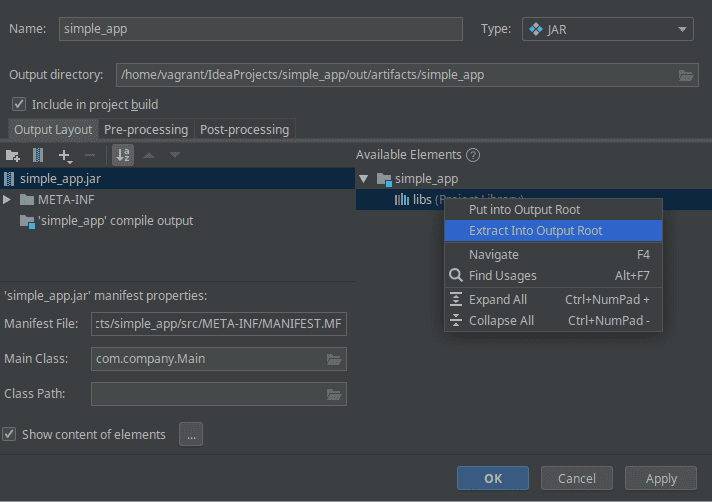 Name: simple_app Type: JAR
Output directory: /home/vagrant/IdeaProjects/simple_app/out/artifacts/simple_app
Include in project build
Output Layout Pre-processing Post-processing
Available Elements ?
simple_app.jar
META-INF
'simple_app' compile output
simple_app
libs (Project Library)
Put into Output Root
Extract Into Output Root
Navigate F4
Find Usages Alt+F7
Expand All Ctrl+NumPad +
Collapse All Ctrl+NumPad -
'simple_app.jar' manifest properties:
Manifest File: cts/simple_app/src/META-INF/MANIFEST.MF
Main Class: com.company.Main
Class Path:
Show content of elements ...
OK Cancel Apply